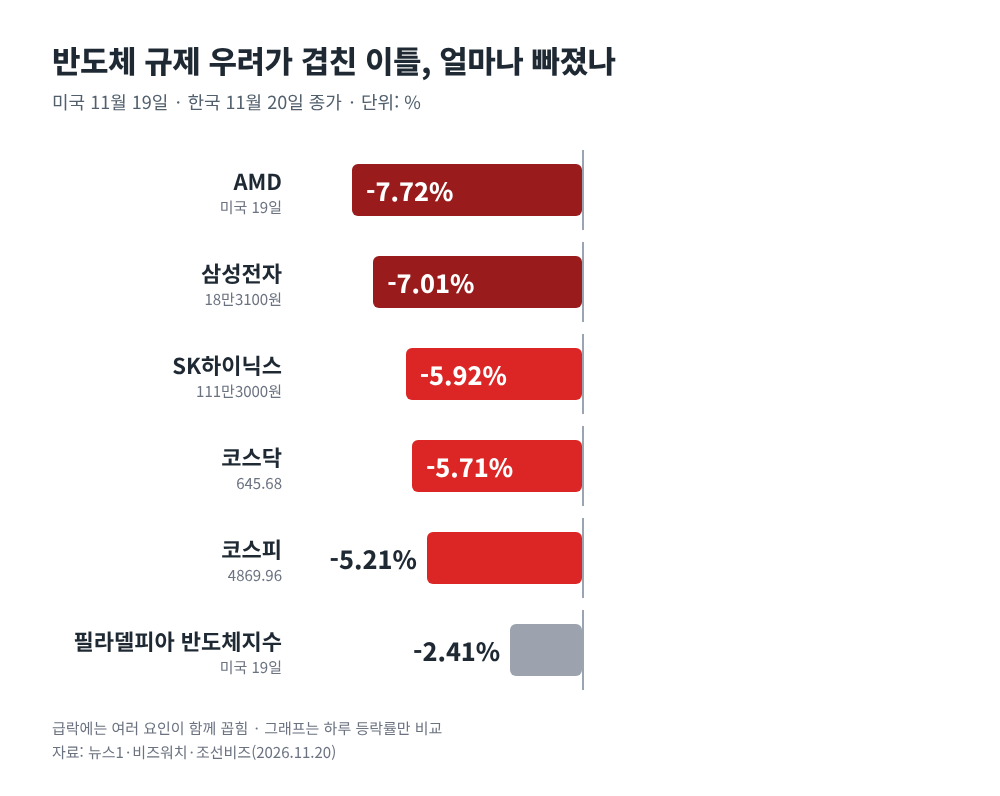 반도체 규제 우려가 겹친 이틀, 얼마나 빠졌나
미국 11월 19일 · 한국 11월 20일 종가 · 단위: %
AMD
미국 19일
-7.72%
삼성전자
18만3100원
-7.01%
SK하이닉스
111만3000원
-5.92%
코스닥
645.68
-5.71%
코스피
4869.96
-5.21%
필라델피아 반도체지수
미국 19일
-2.41%
급락에는 여러 요인이 함께 꼽힘 · 그래프는 하루 등락률만 비교
자료: 뉴스1·비즈워치·조선비즈(2026.11.20)